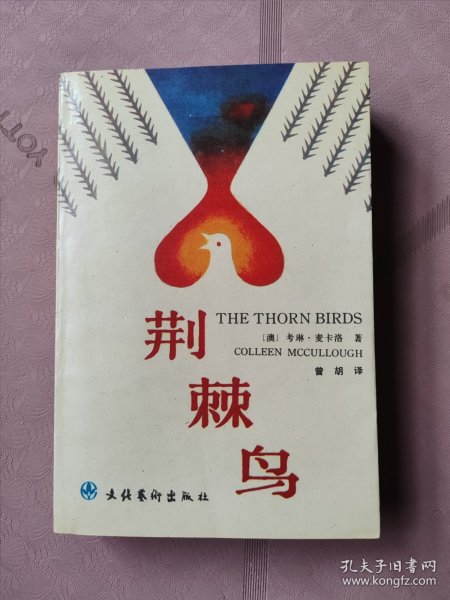 THE THORN BIRDS
[澳] 考琳·麦卡洛 著
COLLEEN MCCULLOUGH
曾胡 译
荆
棘
鸟
文化艺术出版社
孔夫子旧书网
www.kongfz.com